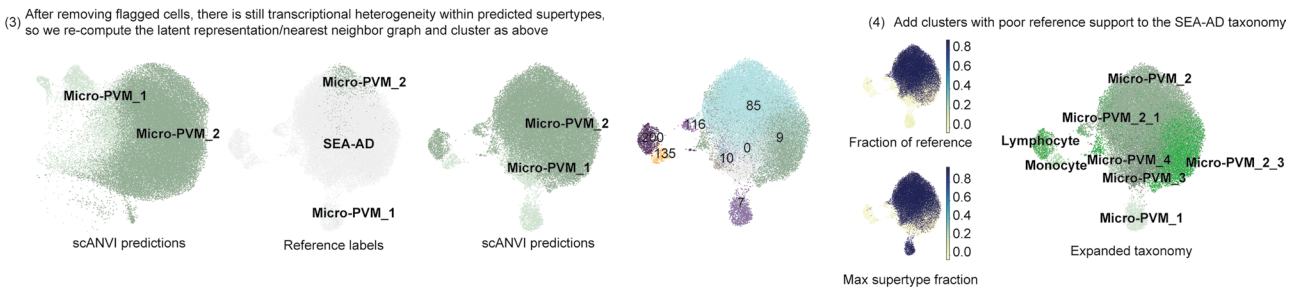 (3) After removing flagged cells, there is still transcriptional heterogeneity within predicted supertypes,
so we re-compute the latent representation/nearest neighbor graph and cluster as above
Micro-PVM_1
Micro-PVM_2
scANVI predictions
Micro-PVM_2
SEA-AD
Micro-PVM_1
Reference labels
Micro-PVM_2
Micro-PVM_1
scANVI predictions
85
116
200
9
135
0
10
7
(4) Add clusters with poor reference support to the SEA-AD taxonomy
0.8
0.6
0.4
0.2
0.0
Fraction of reference
0.8
0.6
0.4
0.2
0.0
Max supertype fraction
Micro-PVM_2
Micro-PVM_2_1
Lymphocyte
Monocyte
Micro-PVM_4
Micro-PVM_2_3
Micro-PVM_3
Micro-PVM_1
Expanded taxonomy